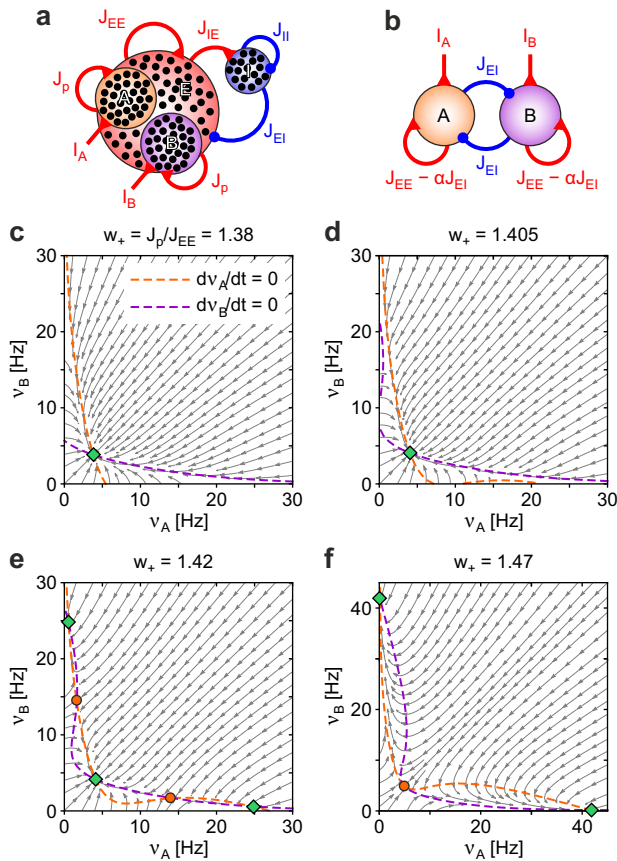 a
J_EE
J_IE
J_II
J_p
A
E
I
B
J_EI
I_A
I_B
J_p
b
I_A
I_B
J_EI
A
B
J_EI
J_EE − αJ_EI
J_EE − αJ_EI
c
w₊ = J_p/J_EE = 1.38
30
20
10
0
ν_B [Hz]
dν_A/dt = 0
dν_B/dt = 0
0 10 20 30
ν_A [Hz]
d
w₊ = 1.405
30
20
10
0
ν_B [Hz]
0 10 20 30
ν_A [Hz]
e
w₊ = 1.42
30
20
10
0
ν_B [Hz]
0 10 20 30
ν_A [Hz]
f
w₊ = 1.47
40
20
0
ν_B [Hz]
0 20 40
ν_A [Hz]